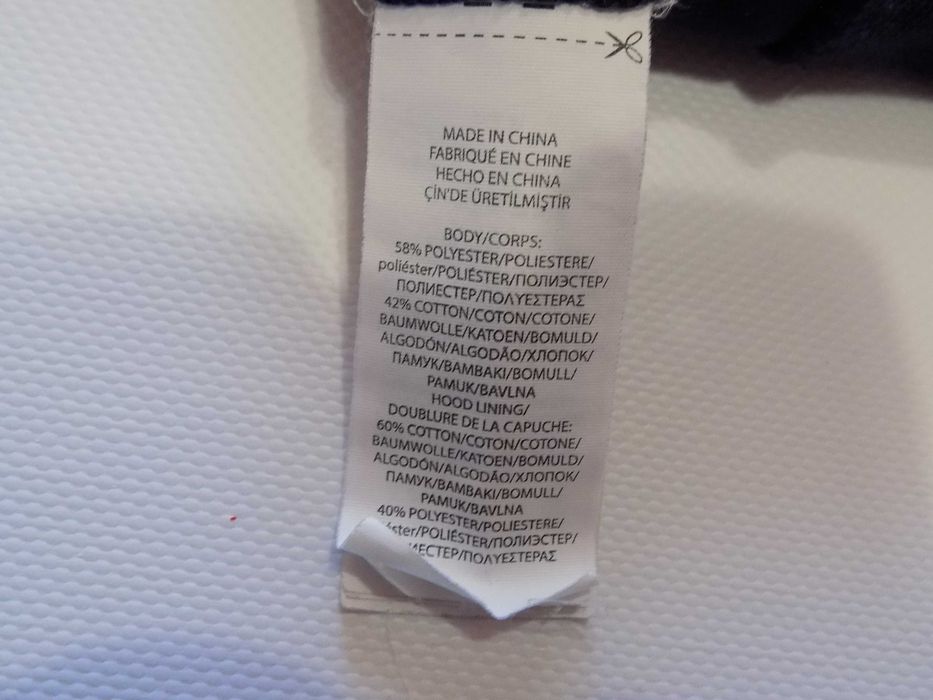 MADE IN CHINA
FABRIQUÉ EN CHINE
HECHO EN CHINA
ÇİN'DE ÜRETİLMİŞTİR
BODY/CORPS:
58% POLYESTER/POLIESTERE/
poliéster/POLIÉSTER/ПОЛИЭСТЕР/
ПОЛИЕСТЕР/ΠΟΛΥΕΣΤΕΡΑΣ
42% COTTON/COTON/COTONE/
BAUMWOLLE/KATOEN/BOMULD/
ALGODÓN/ALGODÃO/ХЛОПОК/
ПАМУК/ΒΑΜΒΑΚΙ/BOMULL/
PAMUK/BAVLNA
HOOD LINING/
DOUBLURE DE LA CAPUCHE:
60% COTTON/COTON/COTONE/
BAUMWOLLE/KATOEN/BOMULD/
ALGODÓN/ALGODÃO/ХЛОПОК/
ПАМУК/ΒΑΜΒΑΚΙ/BOMULL/
PAMUK/BAVLNA
40% POLYESTER/POLIESTERE/
POLIÉSTER/ПОЛИЭСТЕР/
ΠΟΛΥΕΣΤΕΡΑΣ